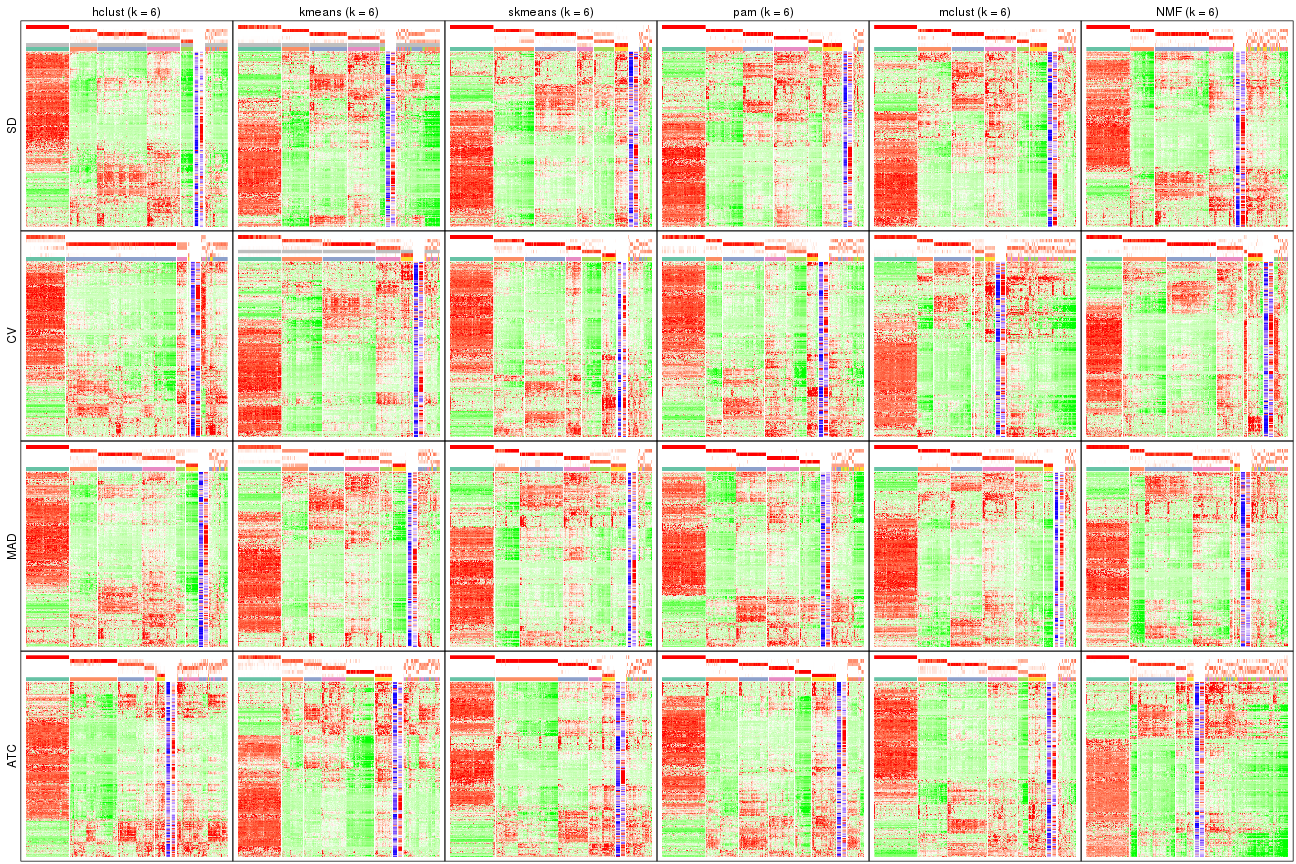 hclust (k = 6) kmeans (k = 6) skmeans (k = 6) pam (k = 6) mclust (k = 6) NMF (k = 6)
SD
CV
MAD
ATC